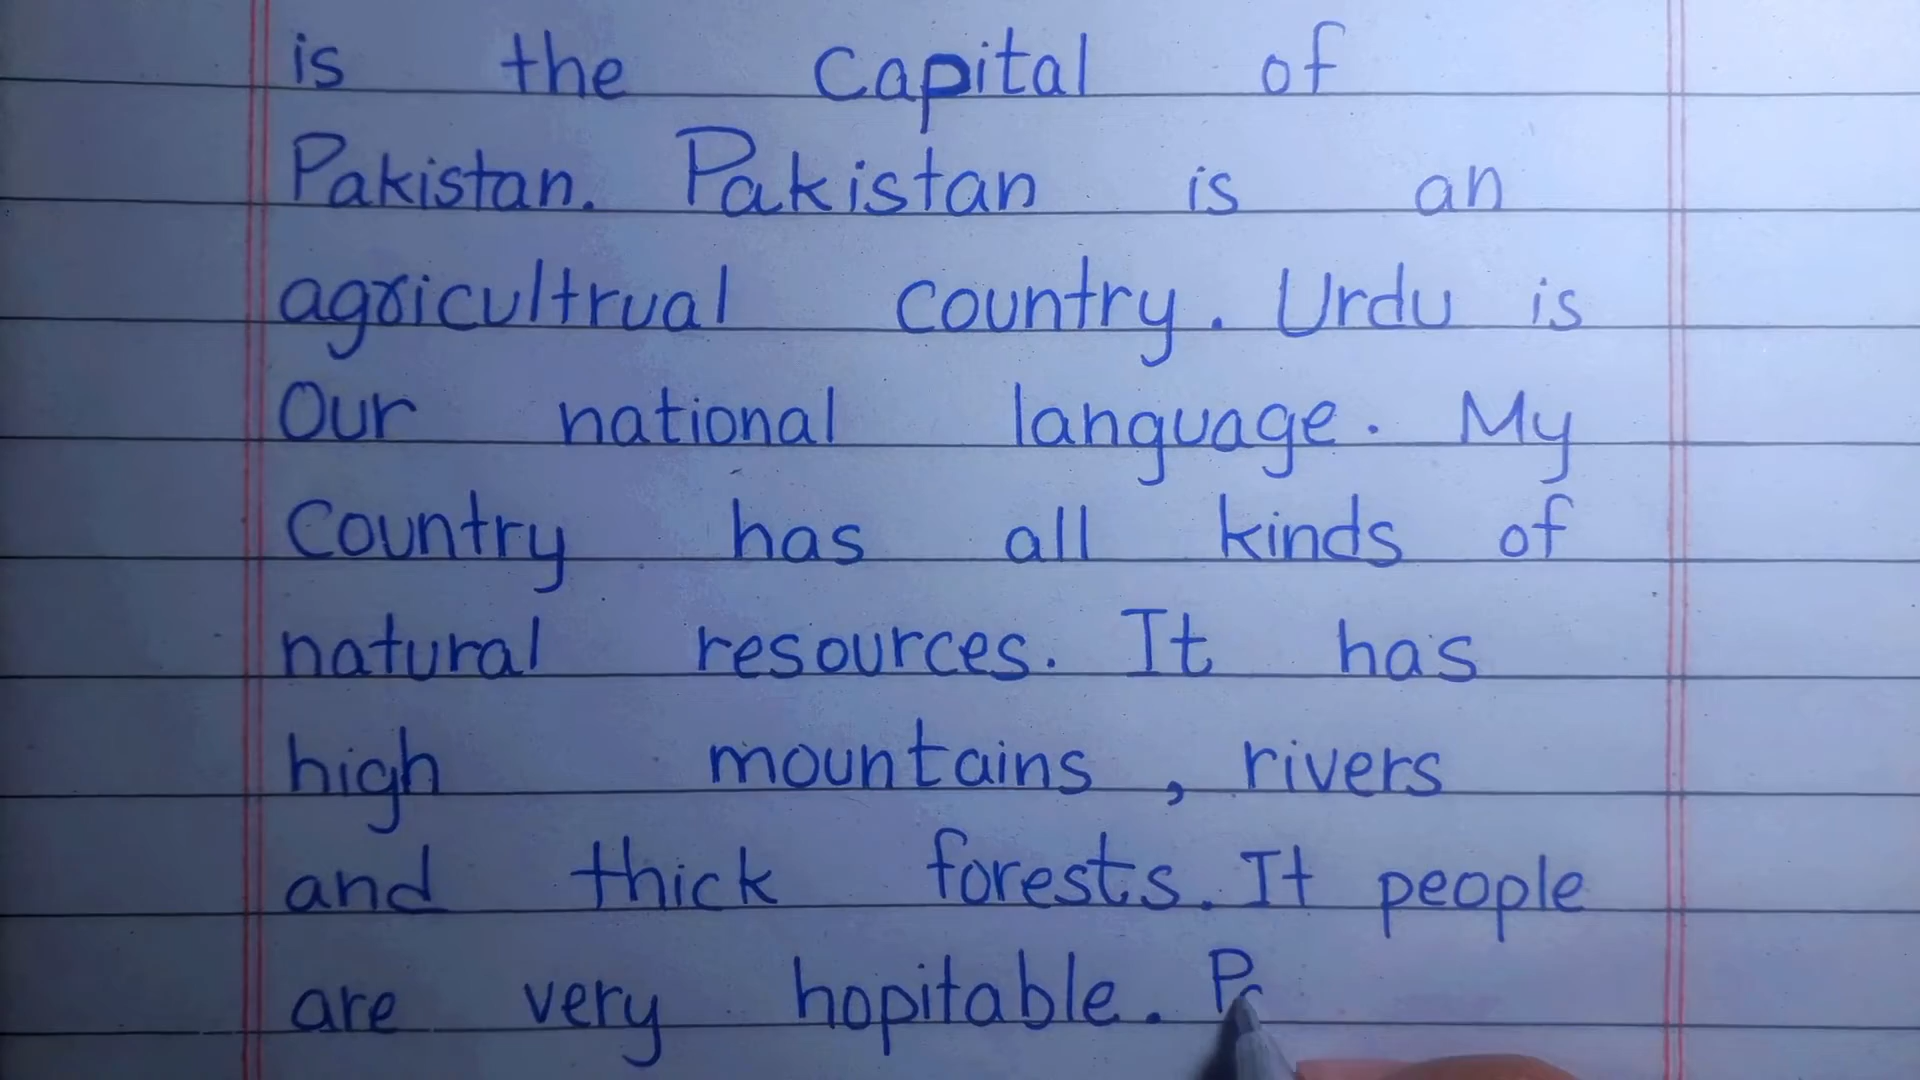 is the capital of
Pakistan. Pakistan is an
agricultrual country. Urdu is
Our national language. My
Country has all kinds of
natural resources. It has
high mountains, rivers
and thick forests. It people
are very hopitable. Pa